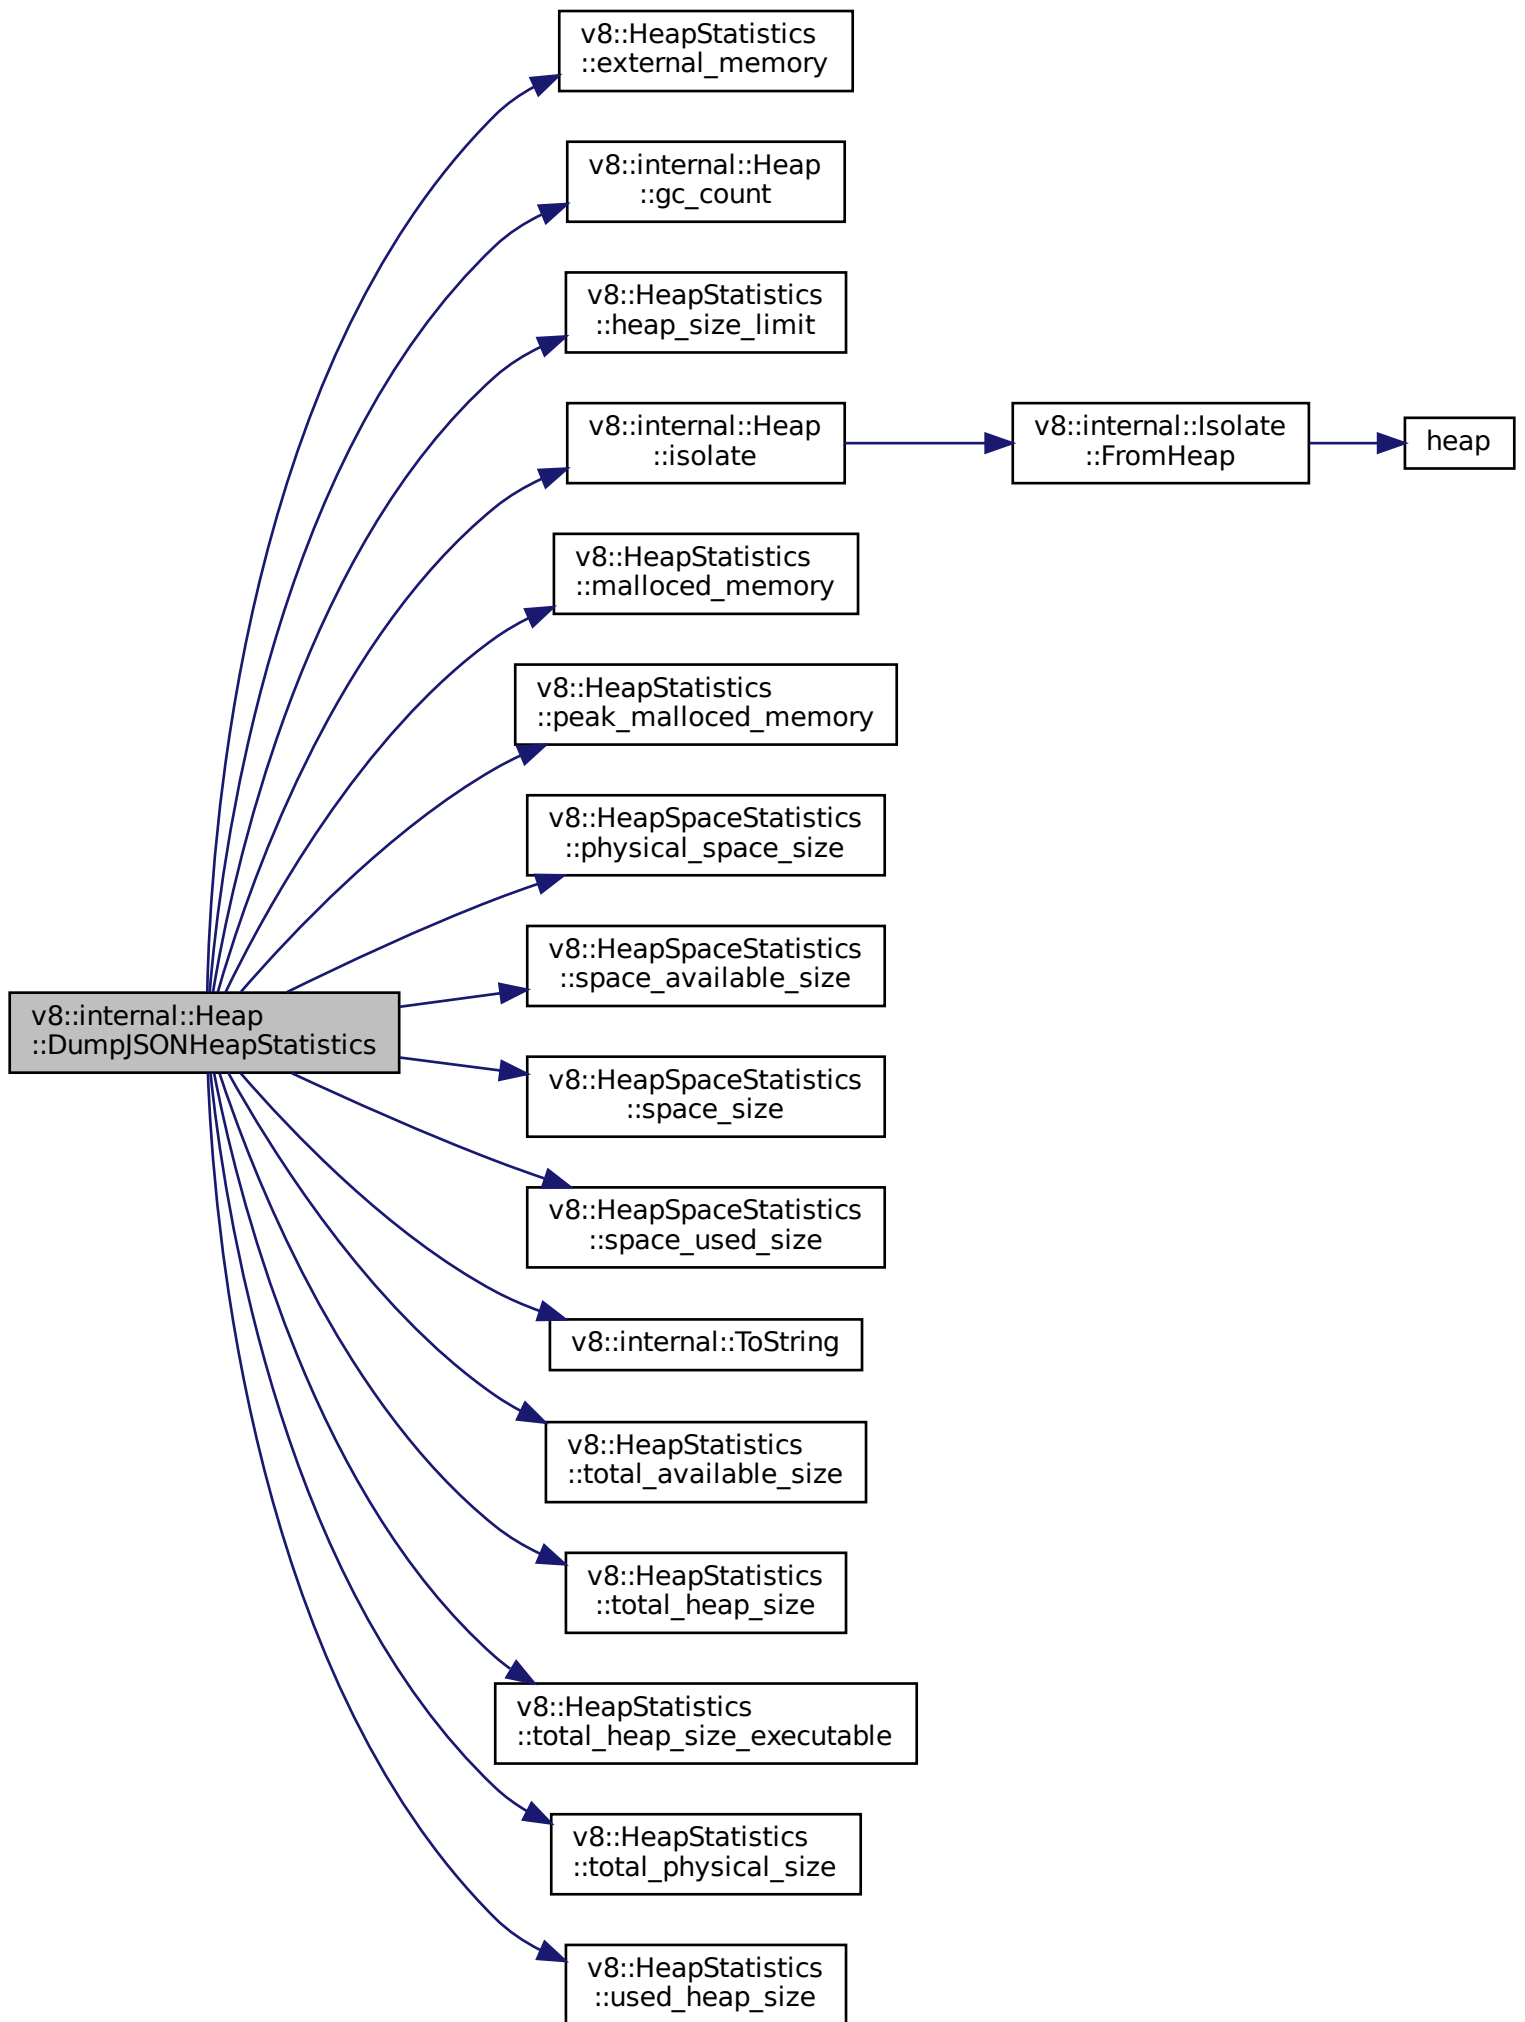 v8::HeapStatistics
::external_memory
v8::internal::Heap
::gc_count
v8::HeapStatistics
::heap_size_limit
v8::internal::Heap
::isolate
v8::internal::Isolate
::FromHeap
heap
v8::HeapStatistics
::malloced_memory
v8::HeapStatistics
::peak_malloced_memory
v8::HeapSpaceStatistics
::physical_space_size
v8::HeapSpaceStatistics
::space_available_size
v8::internal::Heap
::DumpJSONHeapStatistics
v8::HeapSpaceStatistics
::space_size
v8::HeapSpaceStatistics
::space_used_size
v8::internal::ToString
v8::HeapStatistics
::total_available_size
v8::HeapStatistics
::total_heap_size
v8::HeapStatistics
::total_heap_size_executable
v8::HeapStatistics
::total_physical_size
v8::HeapStatistics
::used_heap_size